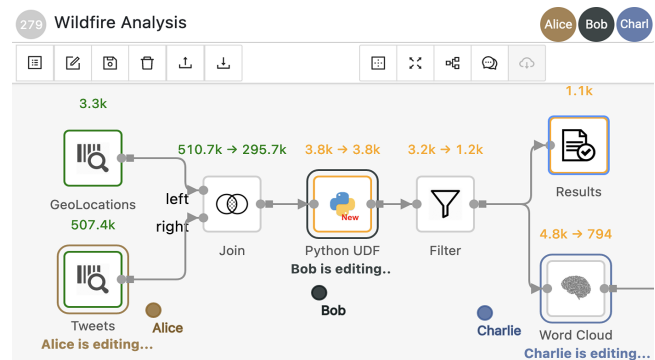 279 Wildfire Analysis
Alice Bob Charl
3.3k
1.1k
510.7k → 295.7k
3.8k → 3.8k
3.2k → 1.2k
GeoLocations
left
right
New
Results
507.4k
Join
Python UDF
Filter
4.8k → 794
Bob is editing..
Tweets
Alice
Bob
Charlie
Word Cloud
Alice is editing...
Charlie is editing...